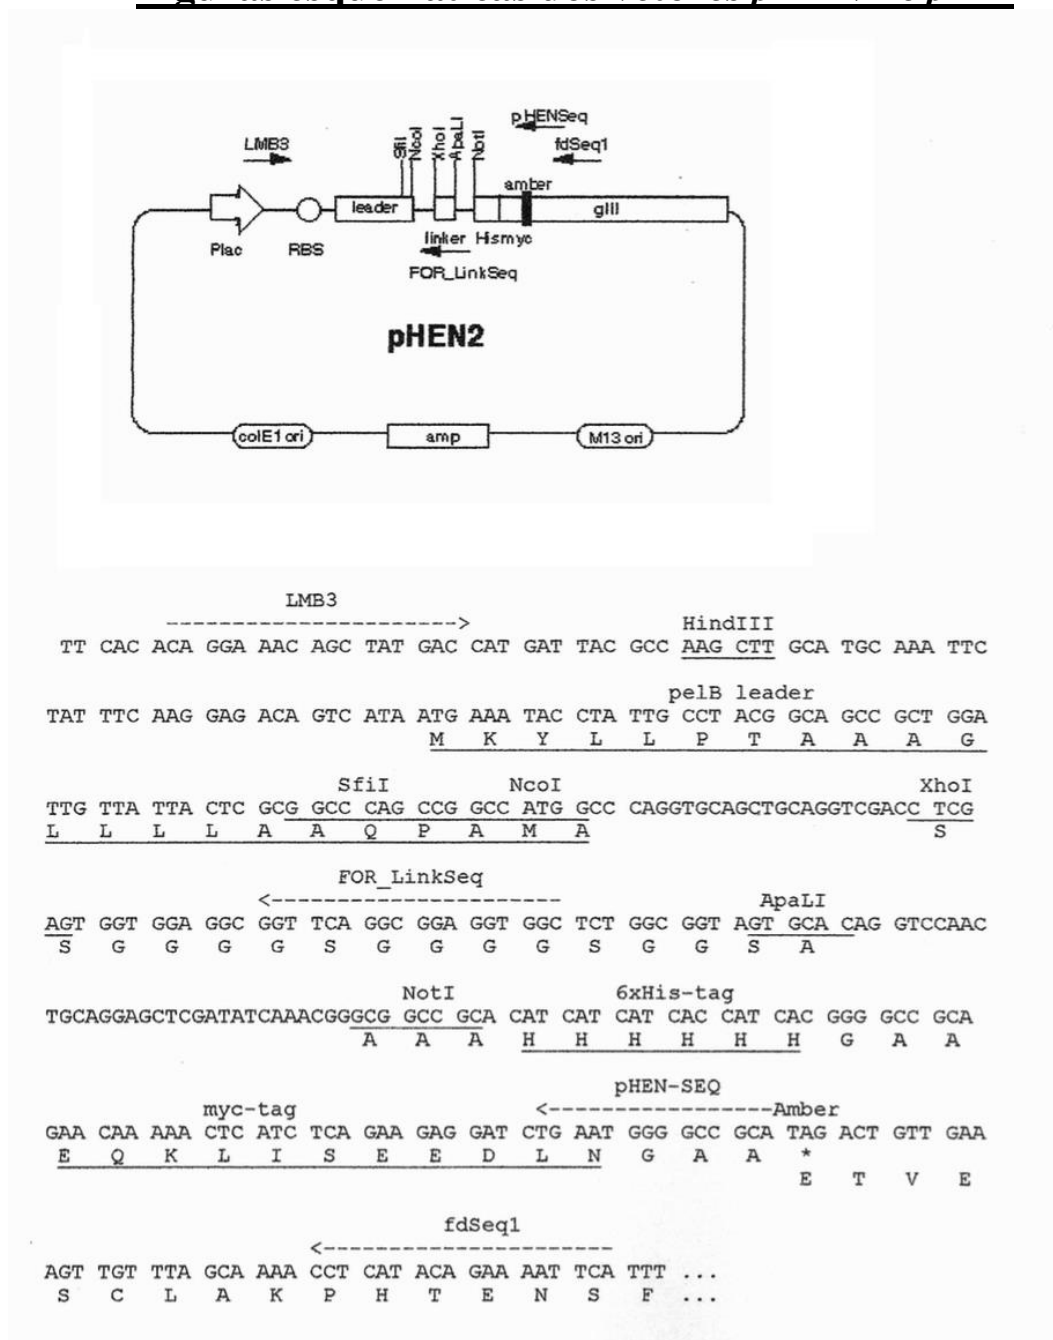 LMB3
SfiI
NcoI
XhoI
ApaLI
NotI
pHENSeq
fdSeq1
amber
leader
gIII
Plac
RBS
linker
Hismyc
FOR_LinkSeq
pHEN2
colE1 ori
amp
M13 ori
LMB3
---------------------->
HindIII
TT CAC ACA GGA AAC AGC TAT GAC CAT GAT TAC GCC AAG CTT GCA TGC AAA TTC
pelB leader
TAT TTC AAG GAG ACA GTC ATA ATG AAA TAC CTA TTG CCT ACG GCA GCC GCT GGA
M K Y L L P T A A A G
SfiI NcoI XhoI
TTG TTA TTA CTC GCG GCC CAG CCG GCC ATG GCC CAGGTGCAGCTGCAGGTCGACC TCG
L L L L A A Q P A M A S
FOR_LinkSeq
<----------------------
ApaLI
AGT GGT GGA GGC GGT TCA GGC GGA GGT GGC TCT GGC GGT AGT GCA CAG GTCCAAC
S G G G G S G G G G S G G S A
NotI 6xHis-tag
TGCAGGAGCTCGATATCAAACGGGCGG GCC GCA CAT CAT CAT CAC CAT CAC GGG GCC GCA
A A A H H H H H H G A A
pHEN-SEQ
myc-tag <-----------------Amber
GAA CAA AAA CTC ATC TCA GAA GAG GAT CTG AAT GGG GCC GCA TAG ACT GTT GAA
E Q K L I S E E D L N G A A *
E T V E
fdSeq1
<----------------------
AGT TGT TTA GCA AAA CCT CAT ACA GAA AAT TCA TTT ...
S C L A K P H T E N S F ...